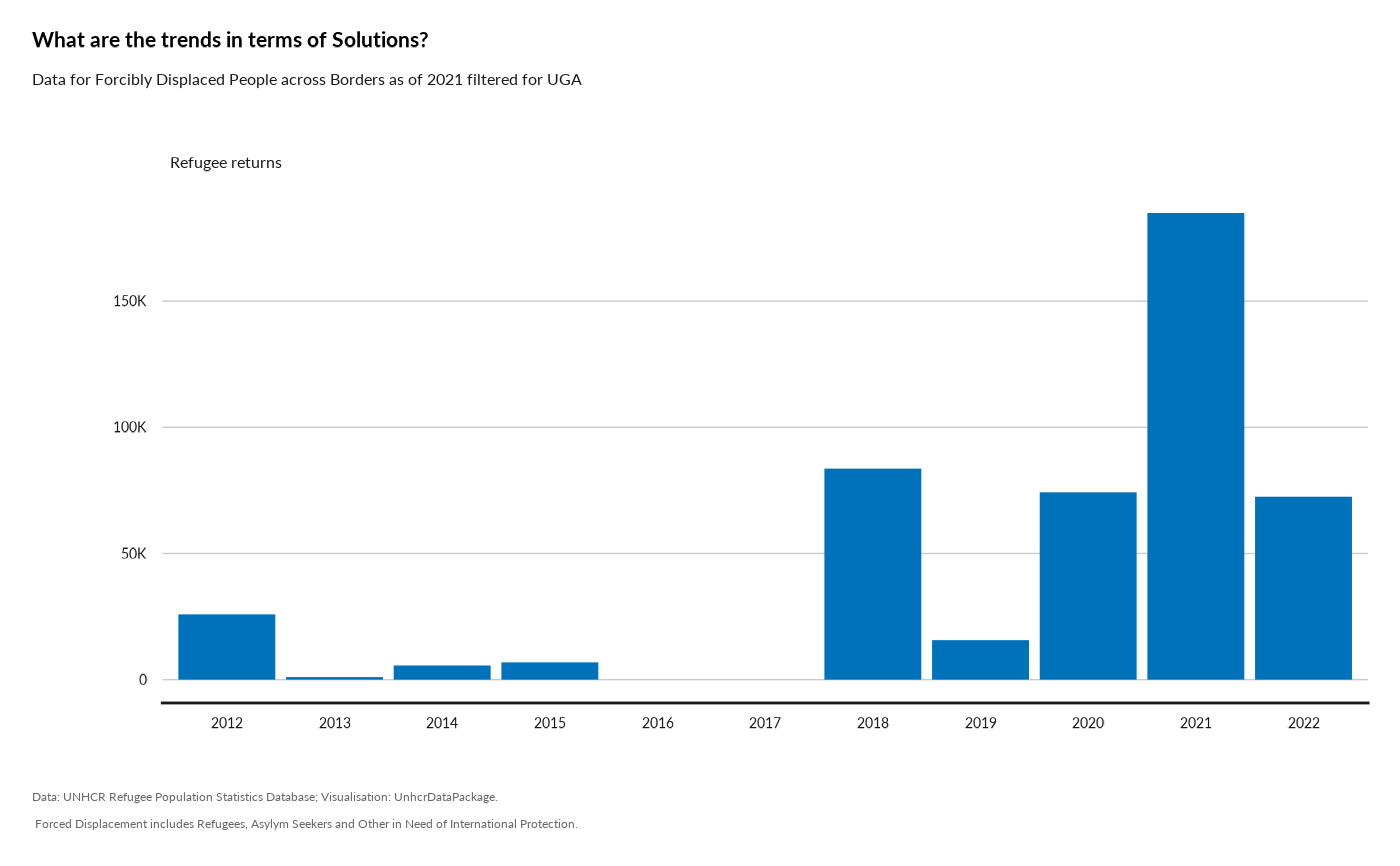 What are the trends in terms of Solutions?
Data for Forcibly Displaced People across Borders as of 2021 filtered for UGA
Refugee returns
150K
100K
50K
0
2012 2013 2014 2015 2016 2017 2018 2019 2020 2021 2022
Data: UNHCR Refugee Population Statistics Database; Visualisation: UnhcrDataPackage.
Forced Displacement includes Refugees, Asylym Seekers and Other in Need of International Protection.